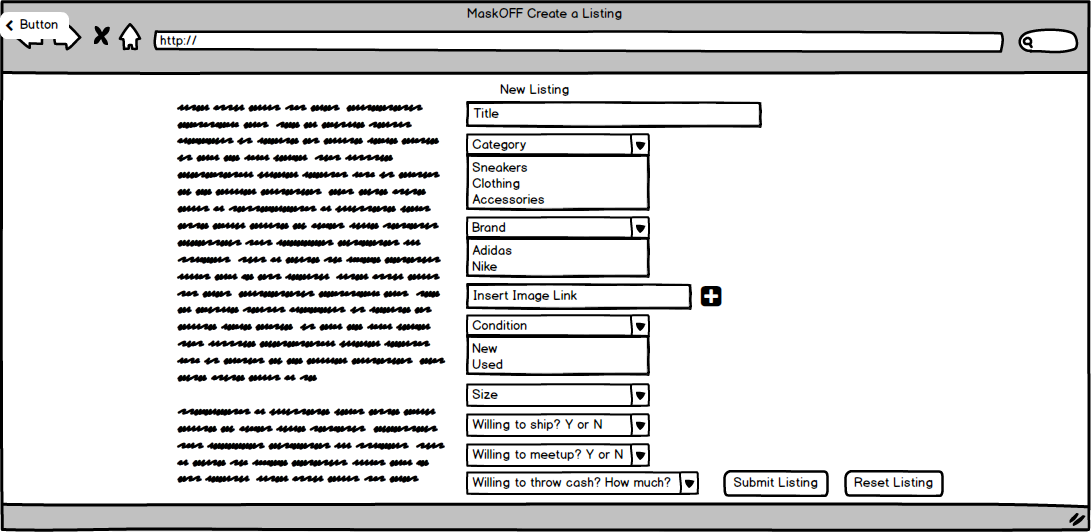 MaskOFF Create a Listing
Button
http://
New Listing
Title
Category
Sneakers
Clothing
Accessories
Brand
Adidas
Nike
Insert Image Link
Condition
New
Used
Size
Willing to ship? Y or N
Willing to meetup? Y or N
Willing to throw cash? How much?
Submit Listing
Reset Listing